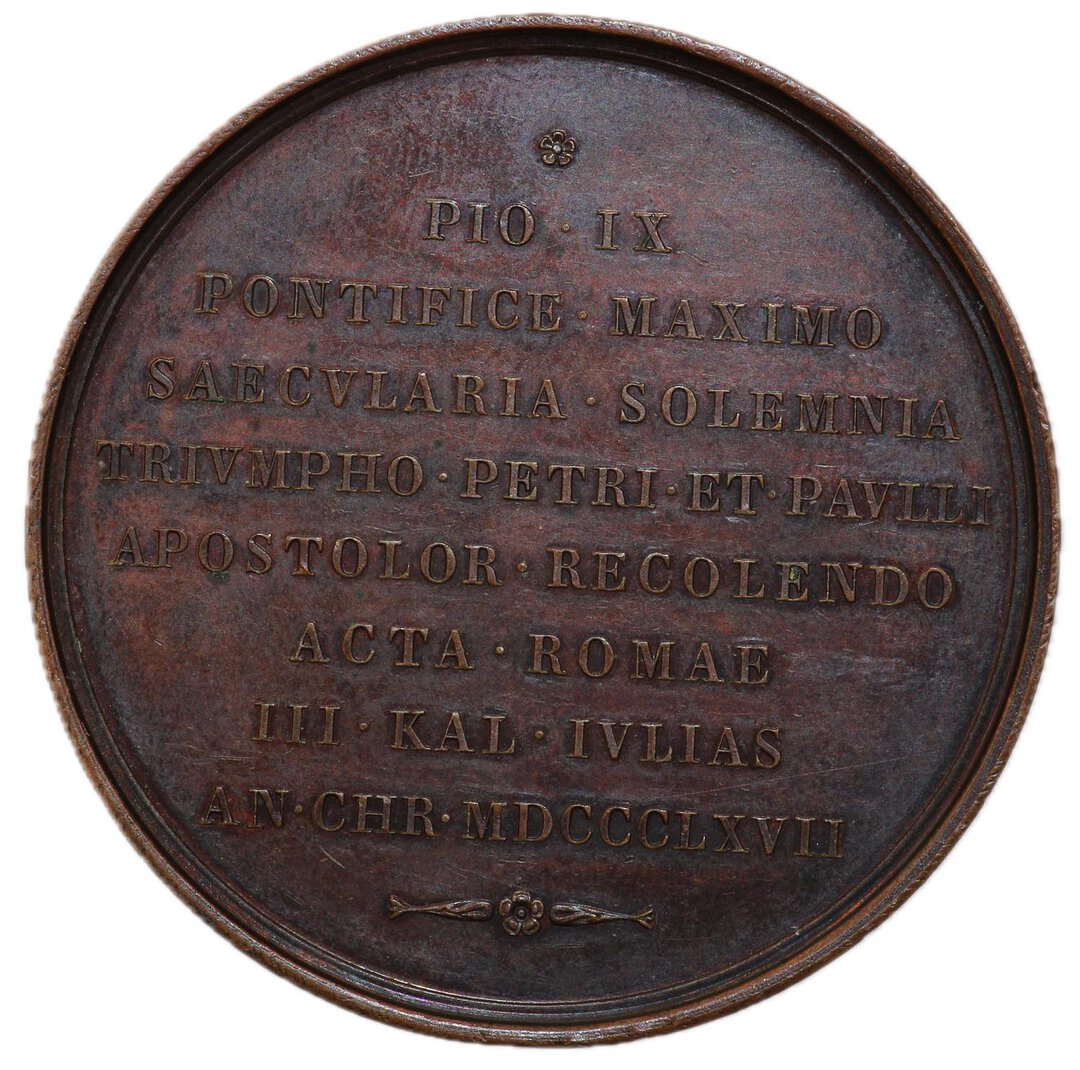 PIO · IX
PONTIFICE · MAXIMO
SAECVLARIA · SOLEMNIA
TRIVMPHO · PETRI · ET · PAVLLI
APOSTOLOR · RECOLENDO
ACTA · ROMAE
III · KAL · IVLIAS
AN · CHR · MDCCCLXVII